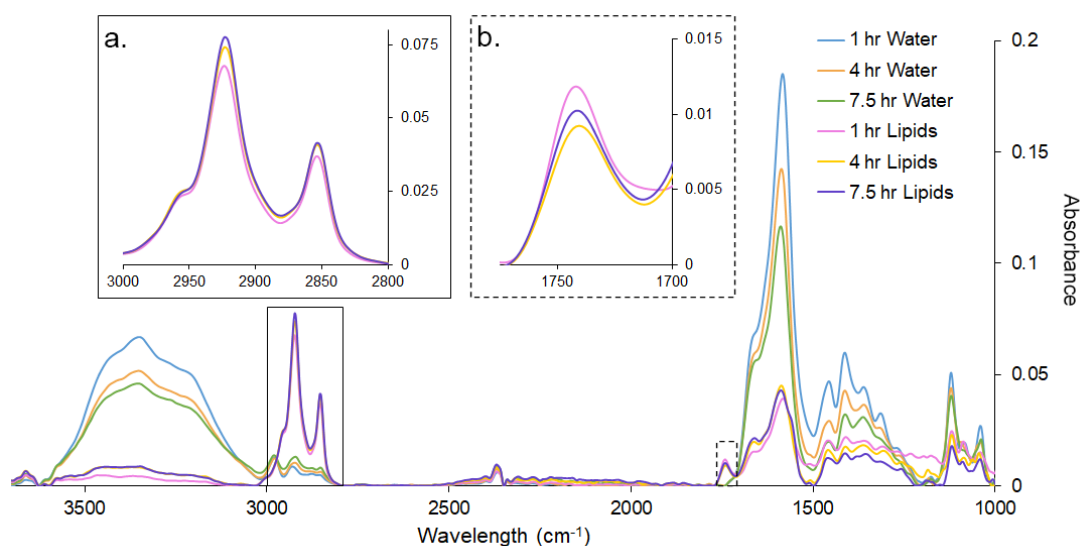 a.
0.075
0.05
0.025
0
3000 2950 2900 2850 2800
b.
0.015
0.01
0.005
0
1750 1700
1 hr Water
4 hr Water
7.5 hr Water
1 hr Lipids
4 hr Lipids
7.5 hr Lipids
0.2
0.15
0.1
0.05
0
Absorbance
3500 3000 2500 2000 1500 1000
Wavelength (cm⁻¹)